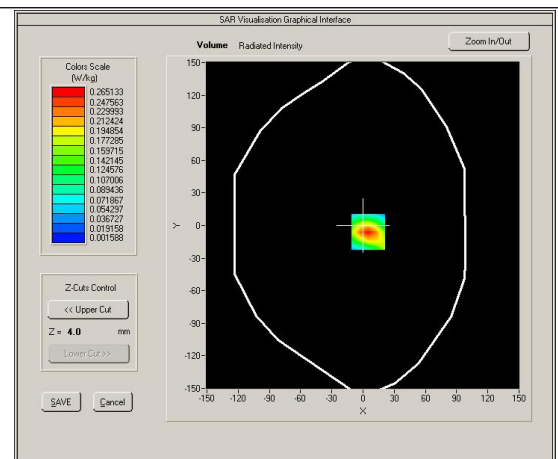 SAR Visualisation Graphical Interface
Volume Radiated Intensity
Zoom In/Out
Colors Scale
(W/kg)
0.265133
0.247563
0.229993
0.212424
0.194854
0.177285
0.159715
0.142145
0.124576
0.107006
0.089436
0.071867
0.054297
0.036727
0.019158
0.001588
Z-Cuts Control
<< Upper Cut
Z = 4.0 mm
Lower Cut >>
SAVE Cancel
150
120
90
60
30
0
-30
-60
-90
-120
-150
Y
-150 -120 -90 -60 -30 0 30 60 90 120 150
X